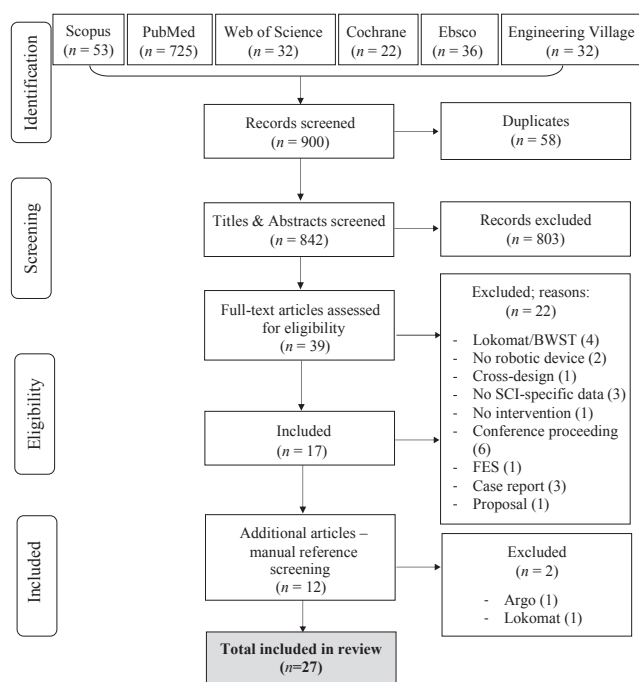 Scopus
(n = 53)
PubMed
(n = 725)
Web of Science
(n = 32)
Cochrane
(n = 22)
Ebsco
(n = 36)
Engineering Village
(n = 32)
Identification
Records screened
(n = 900)
Duplicates
(n = 58)
Screening
Titles & Abstracts screened
(n = 842)
Records excluded
(n = 803)
Full-text articles assessed
for eligibility
(n = 39)
Excluded; reasons:
(n = 22)
- Lokomat/BWST (4)
- No robotic device (2)
- Cross-design (1)
- No SCI-specific data (3)
- No intervention (1)
- Conference proceeding
(6)
- FES (1)
- Case report (3)
- Proposal (1)
Eligibility
Included
(n = 17)
Included
Additional articles –
manual reference
screening
(n = 12)
Excluded
(n = 2)
- Argo (1)
- Lokomat (1)
Total included in review
(n=27)